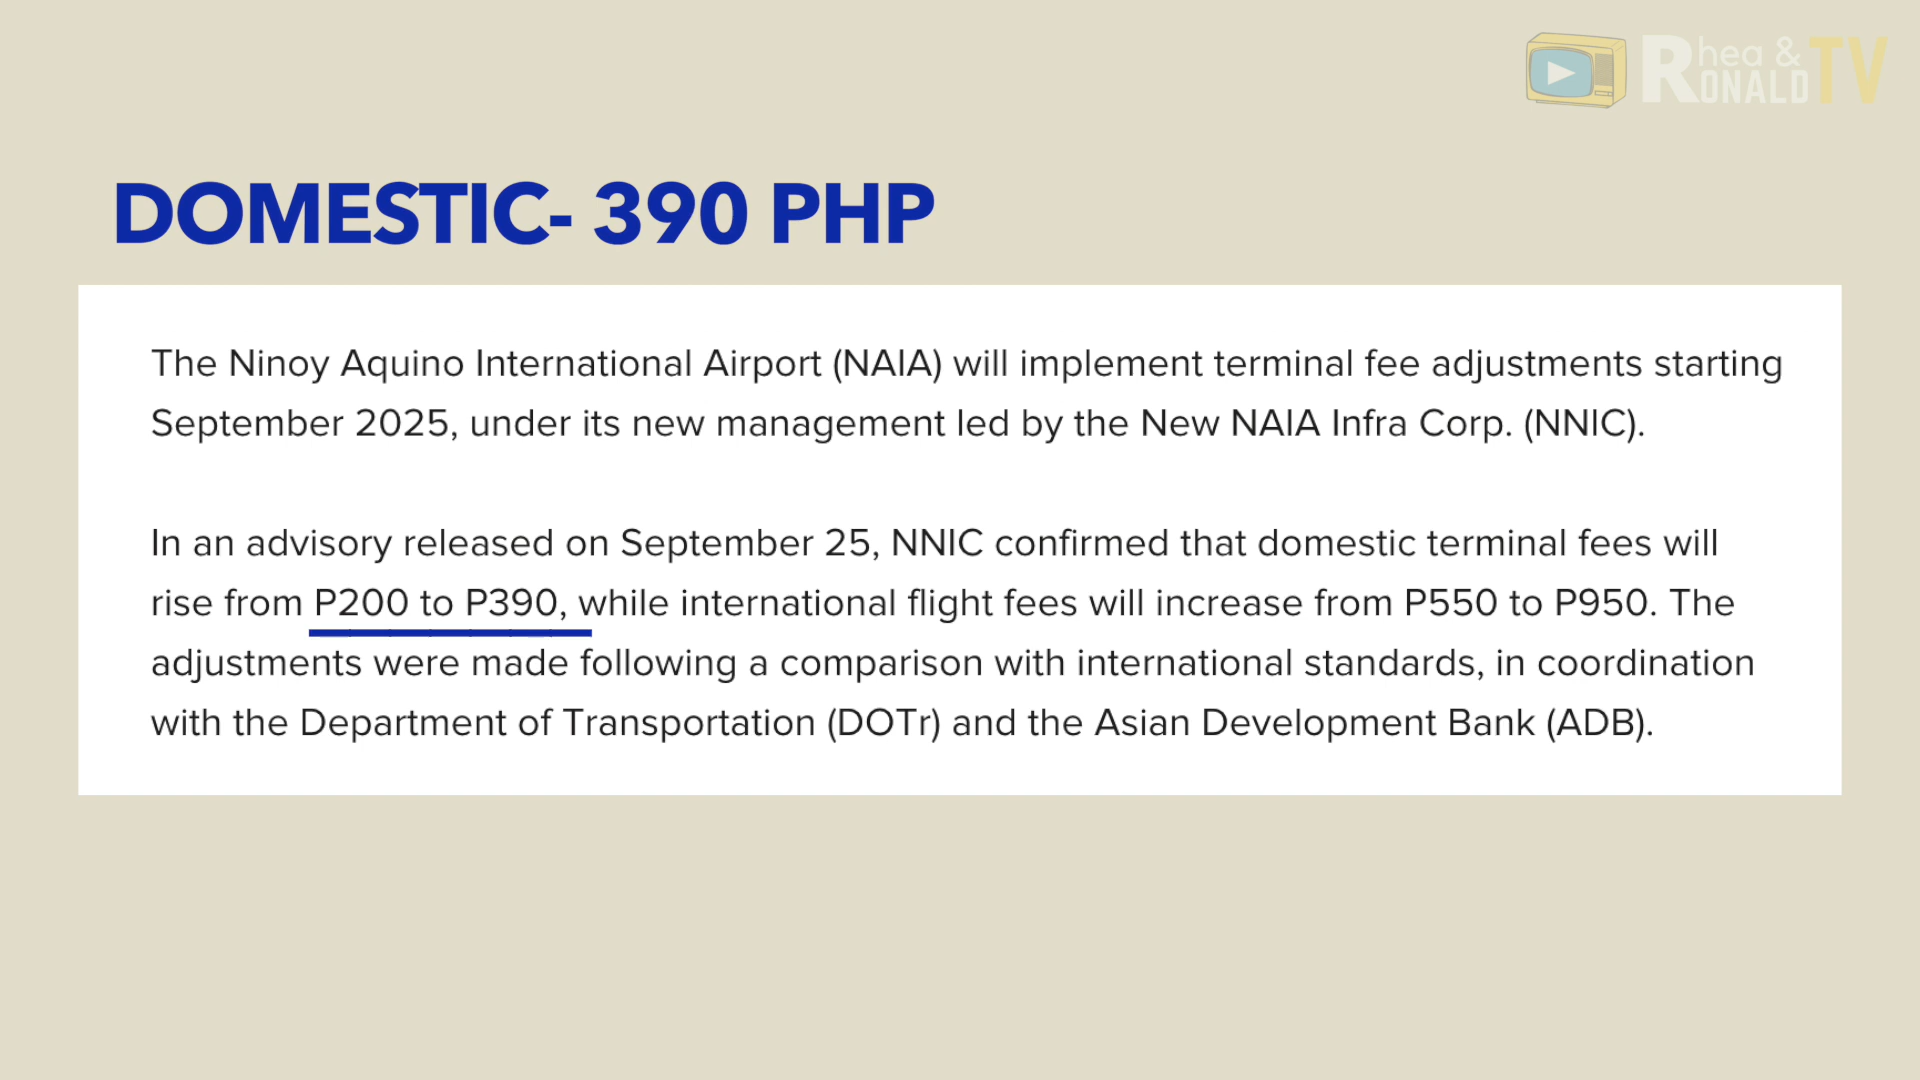 Rhea &
RONALD TV
DOMESTIC- 390 PHP
The Ninoy Aquino International Airport (NAIA) will implement terminal fee adjustments starting
September 2025, under its new management led by the New NAIA Infra Corp. (NNIC).
In an advisory released on September 25, NNIC confirmed that domestic terminal fees will
rise from P200 to P390, while international flight fees will increase from P550 to P950. The
adjustments were made following a comparison with international standards, in coordination
with the Department of Transportation (DOTr) and the Asian Development Bank (ADB).